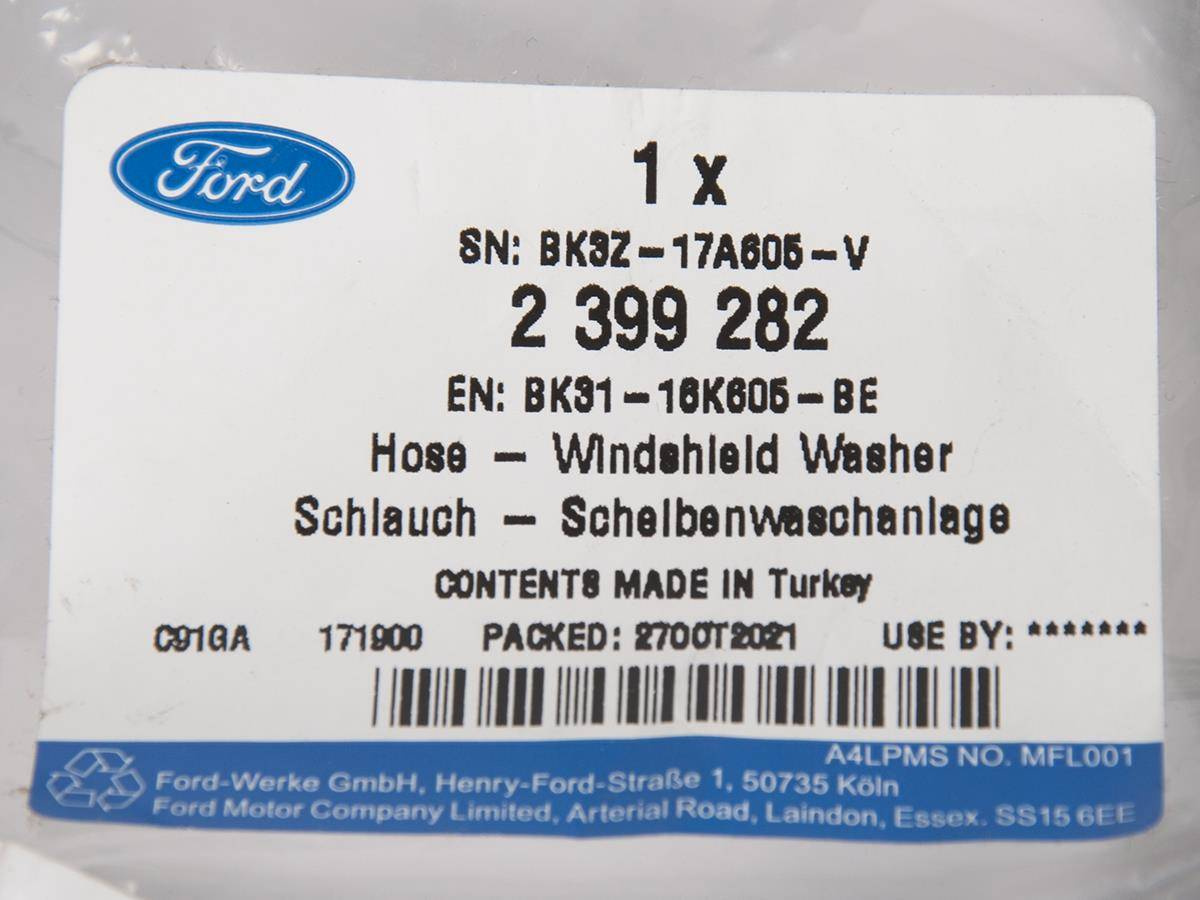 Ford
1 x
SN: BK3Z-17A605-V
2 399 282
EN: BK31-16K605-BE
Hose - Windshield Washer
Schlauch - Scheibenwaschanlage
CONTENTS MADE IN Turkey
C91GA 171900 PACKED: 27OCT2021 USE BY: *******
A4LPMS NO. MFL001
Ford-Werke GmbH, Henry-Ford-Straße 1, 50735 Köln
Ford Motor Company Limited, Arterial Road, Laindon, Essex. SS15 6EE